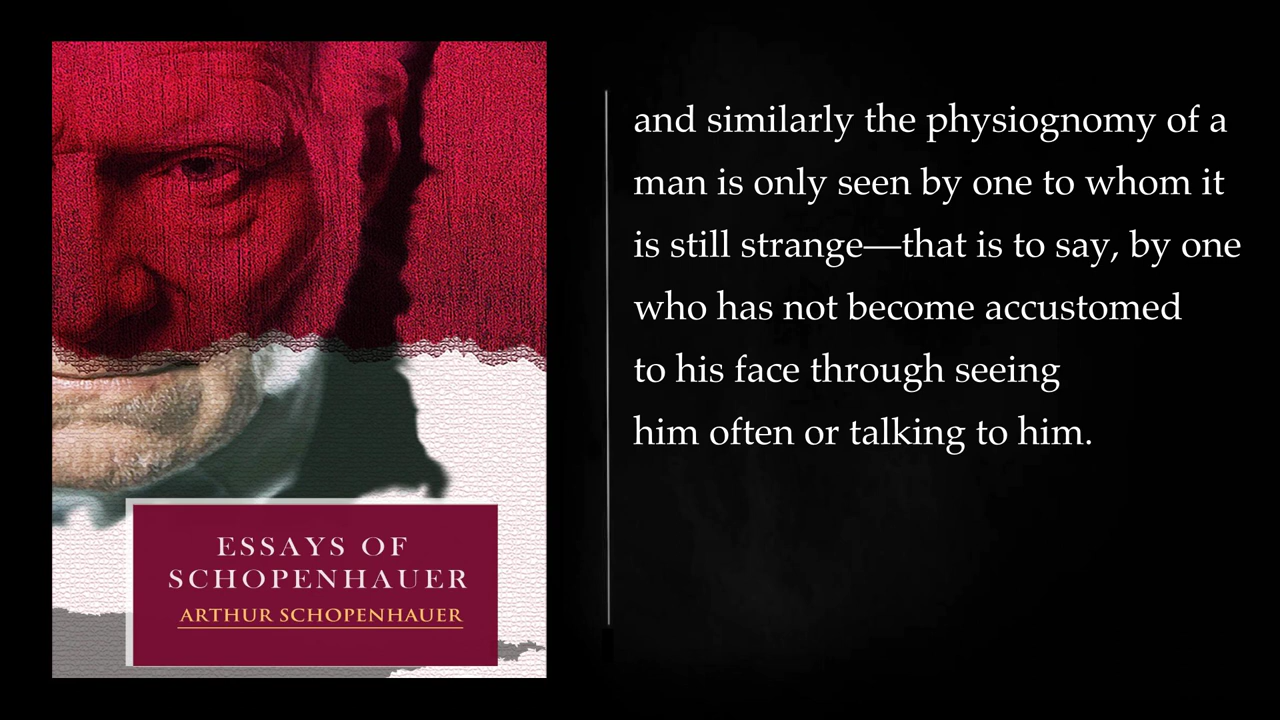 and similarly the physiognomy of a
man is only seen by one to whom it
is still strange—that is to say, by one
who has not become accustomed
to his face through seeing
him often or talking to him.
ESSAYS OF
SCHOPENHAUER
ARTHUR SCHOPENHAUER